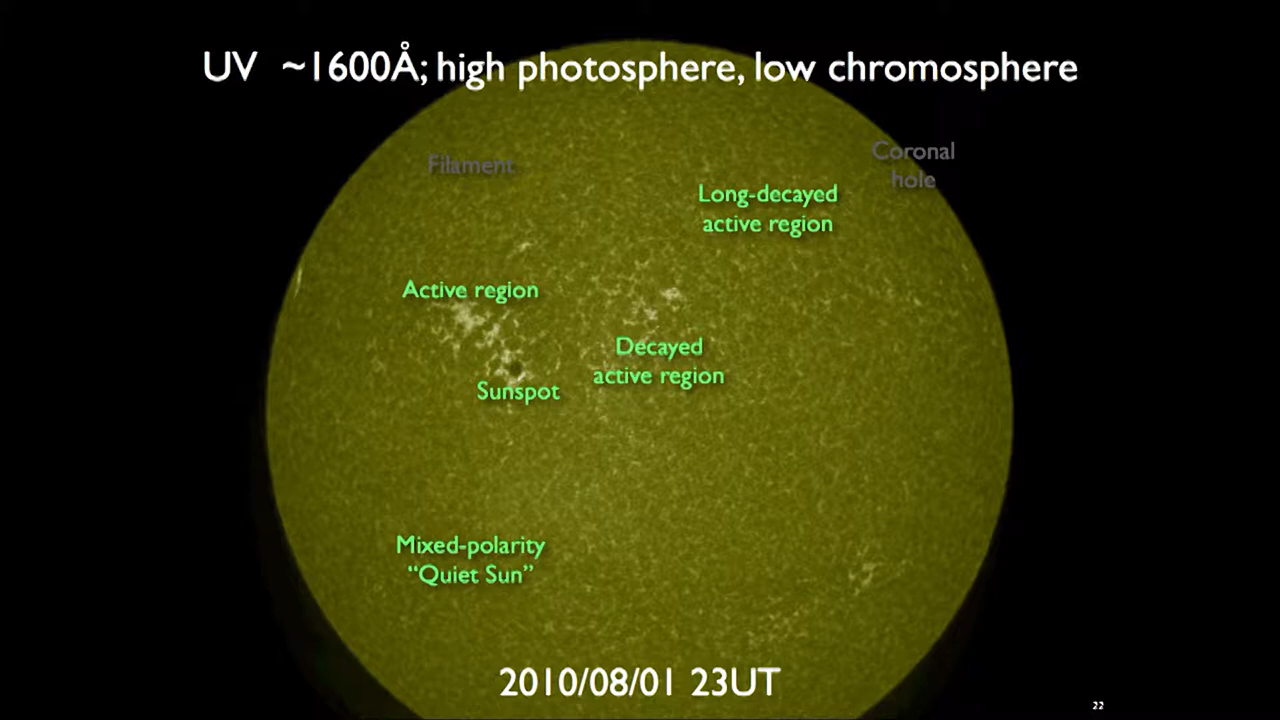 UV ~1600Å; high photosphere, low chromosphere
Filament
Coronal
hole
Long-decayed
active region
Active region
Decayed
active region
Sunspot
Mixed-polarity
“Quiet Sun”
2010/08/01 23UT
22